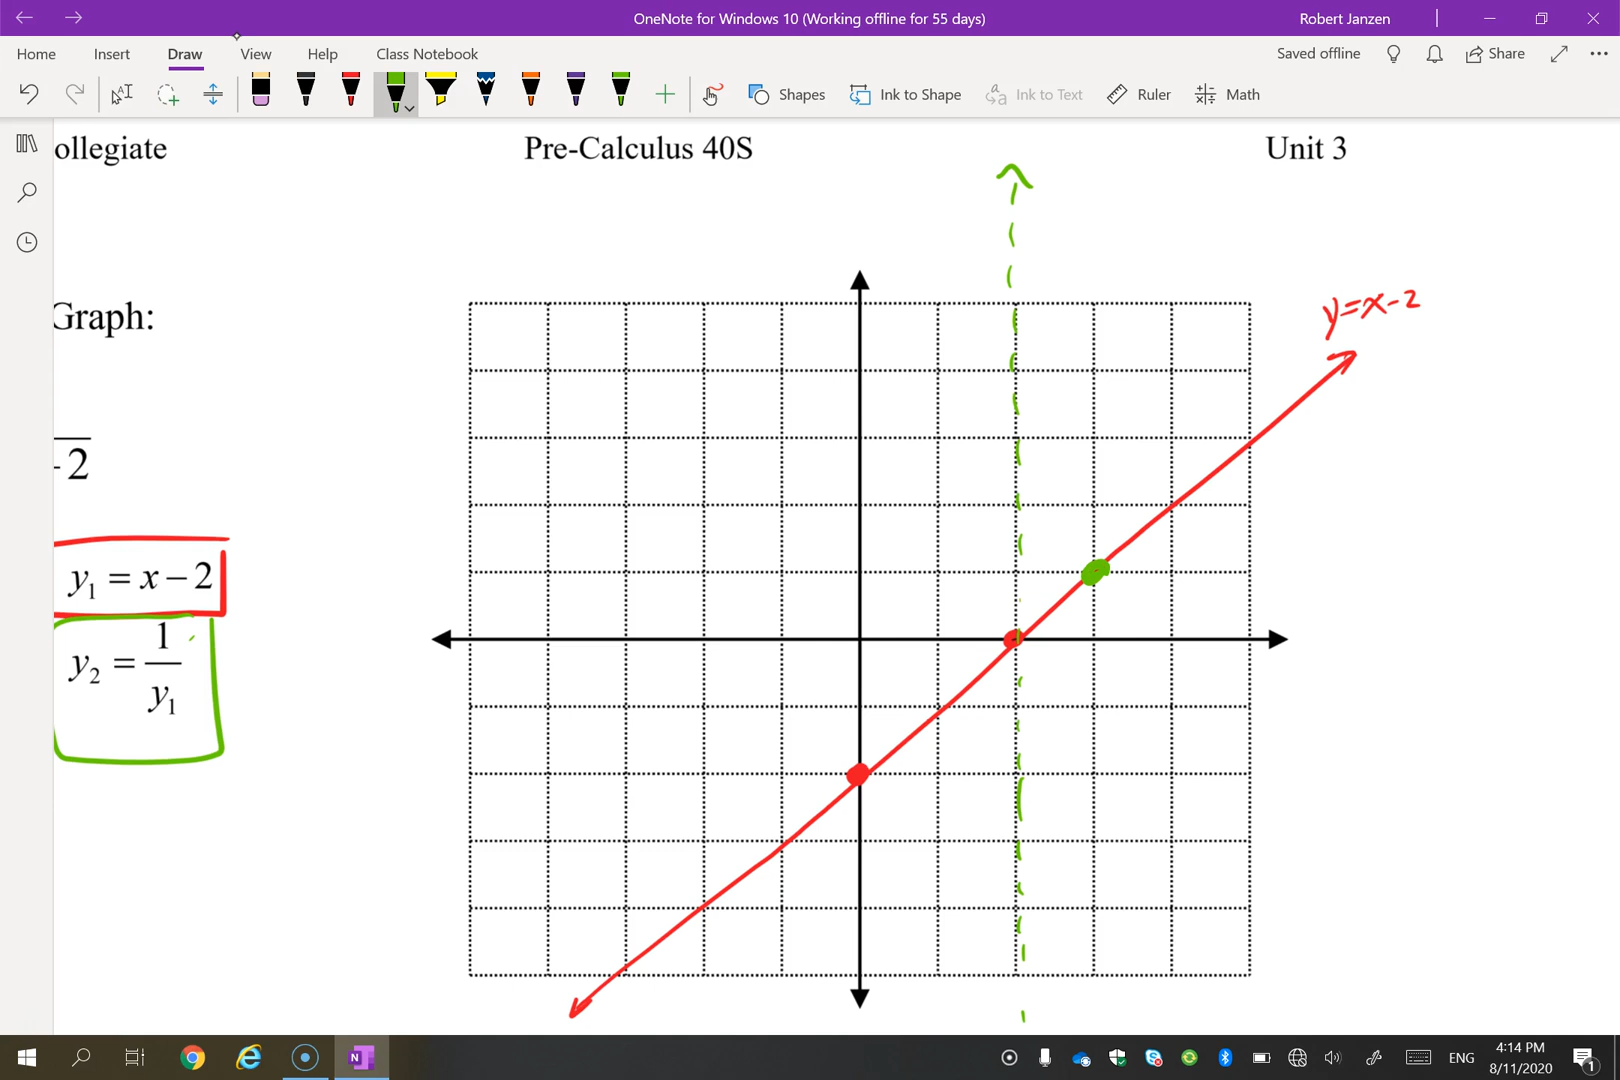 OneNote for Windows 10 (Working offline for 55 days)
Robert Janzen
Home Insert Draw View Help Class Notebook
Saved offline
Share
Shapes Ink to Shape Ink to Text Ruler Math
ollegiate Pre-Calculus 40S Unit 3
Graph:
y=x-2
-2
y₁ = x - 2
y₂ = 1/y₁
ENG
4:14 PM
8/11/2020
1